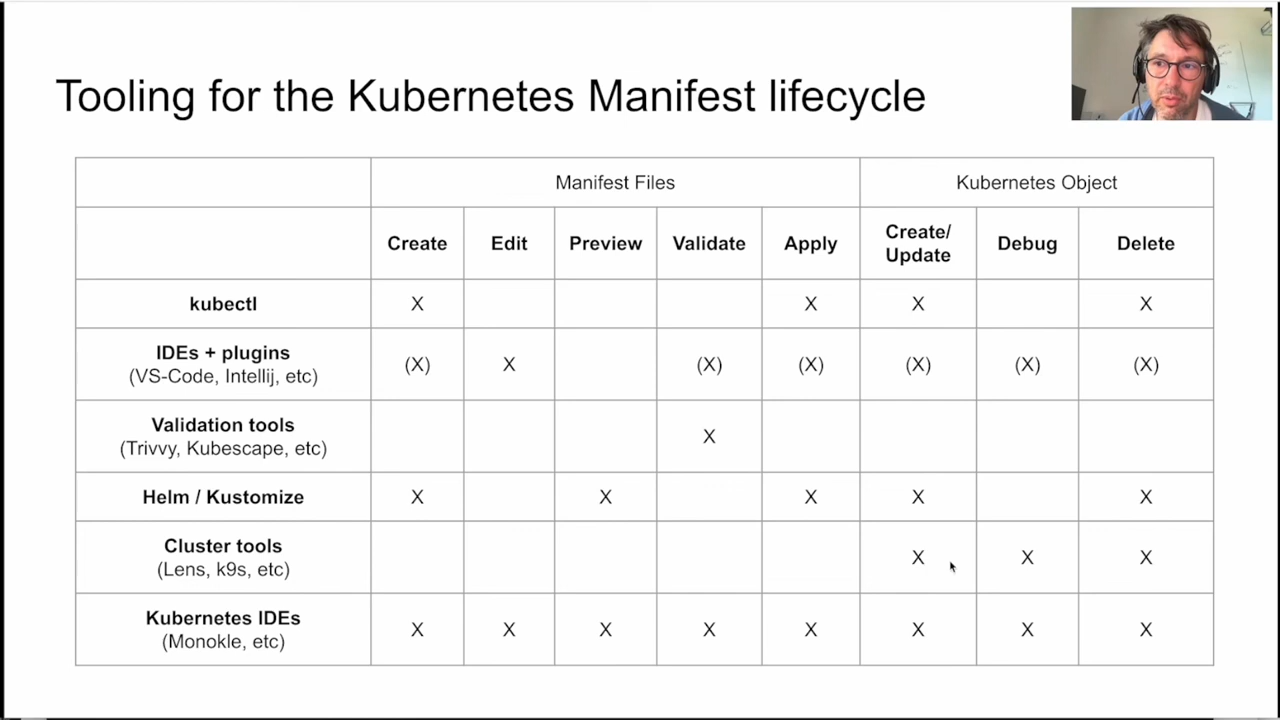 Tooling for the Kubernetes Manifest lifecycle
Manifest Files Kubernetes Object
Create Edit Preview Validate Apply Create/ Update Debug Delete
kubectl X X X X
IDEs + plugins
(VS-Code, Intellij, etc) (X) X (X) (X) (X) (X) (X)
Validation tools
(Trivvy, Kubescape, etc) X
Helm / Kustomize X X X X X
Cluster tools
(Lens, k9s, etc) X X X
Kubernetes IDEs
(Monokle, etc) X X X X X X X X